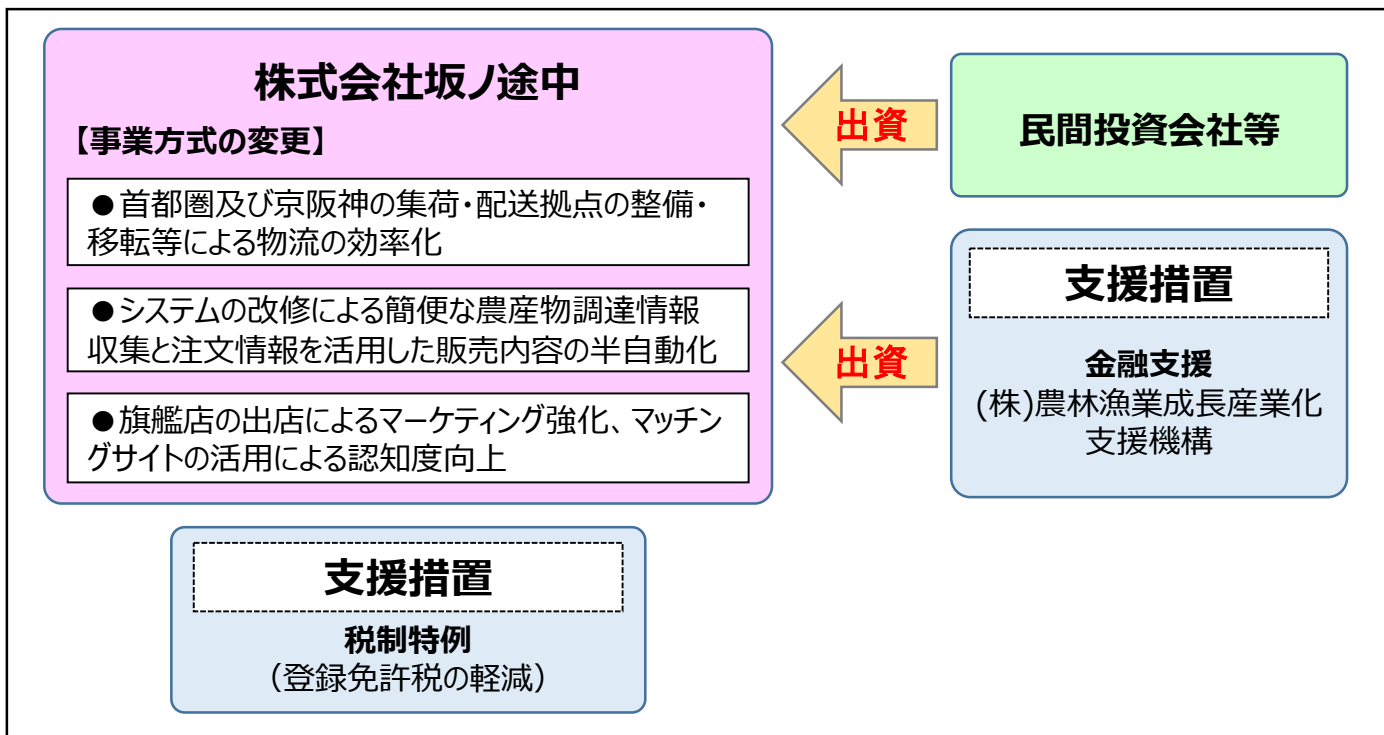 株式会社坂ノ途中
【事業方式の変更】
●首都圏及び京阪神の集荷・配送拠点の整備・
移転等による物流の効率化
●システムの改修による簡便な農産物調達情報
収集と注文情報を活用した販売内容の半自動化
●旗艦店の出店によるマーケティング強化、マッチン
グサイトの活用による認知度向上
出資
民間投資会社等
出資
支援措置
金融支援
(株)農林漁業成長産業化
支援機構
支援措置
税制特例
(登録免許税の軽減)